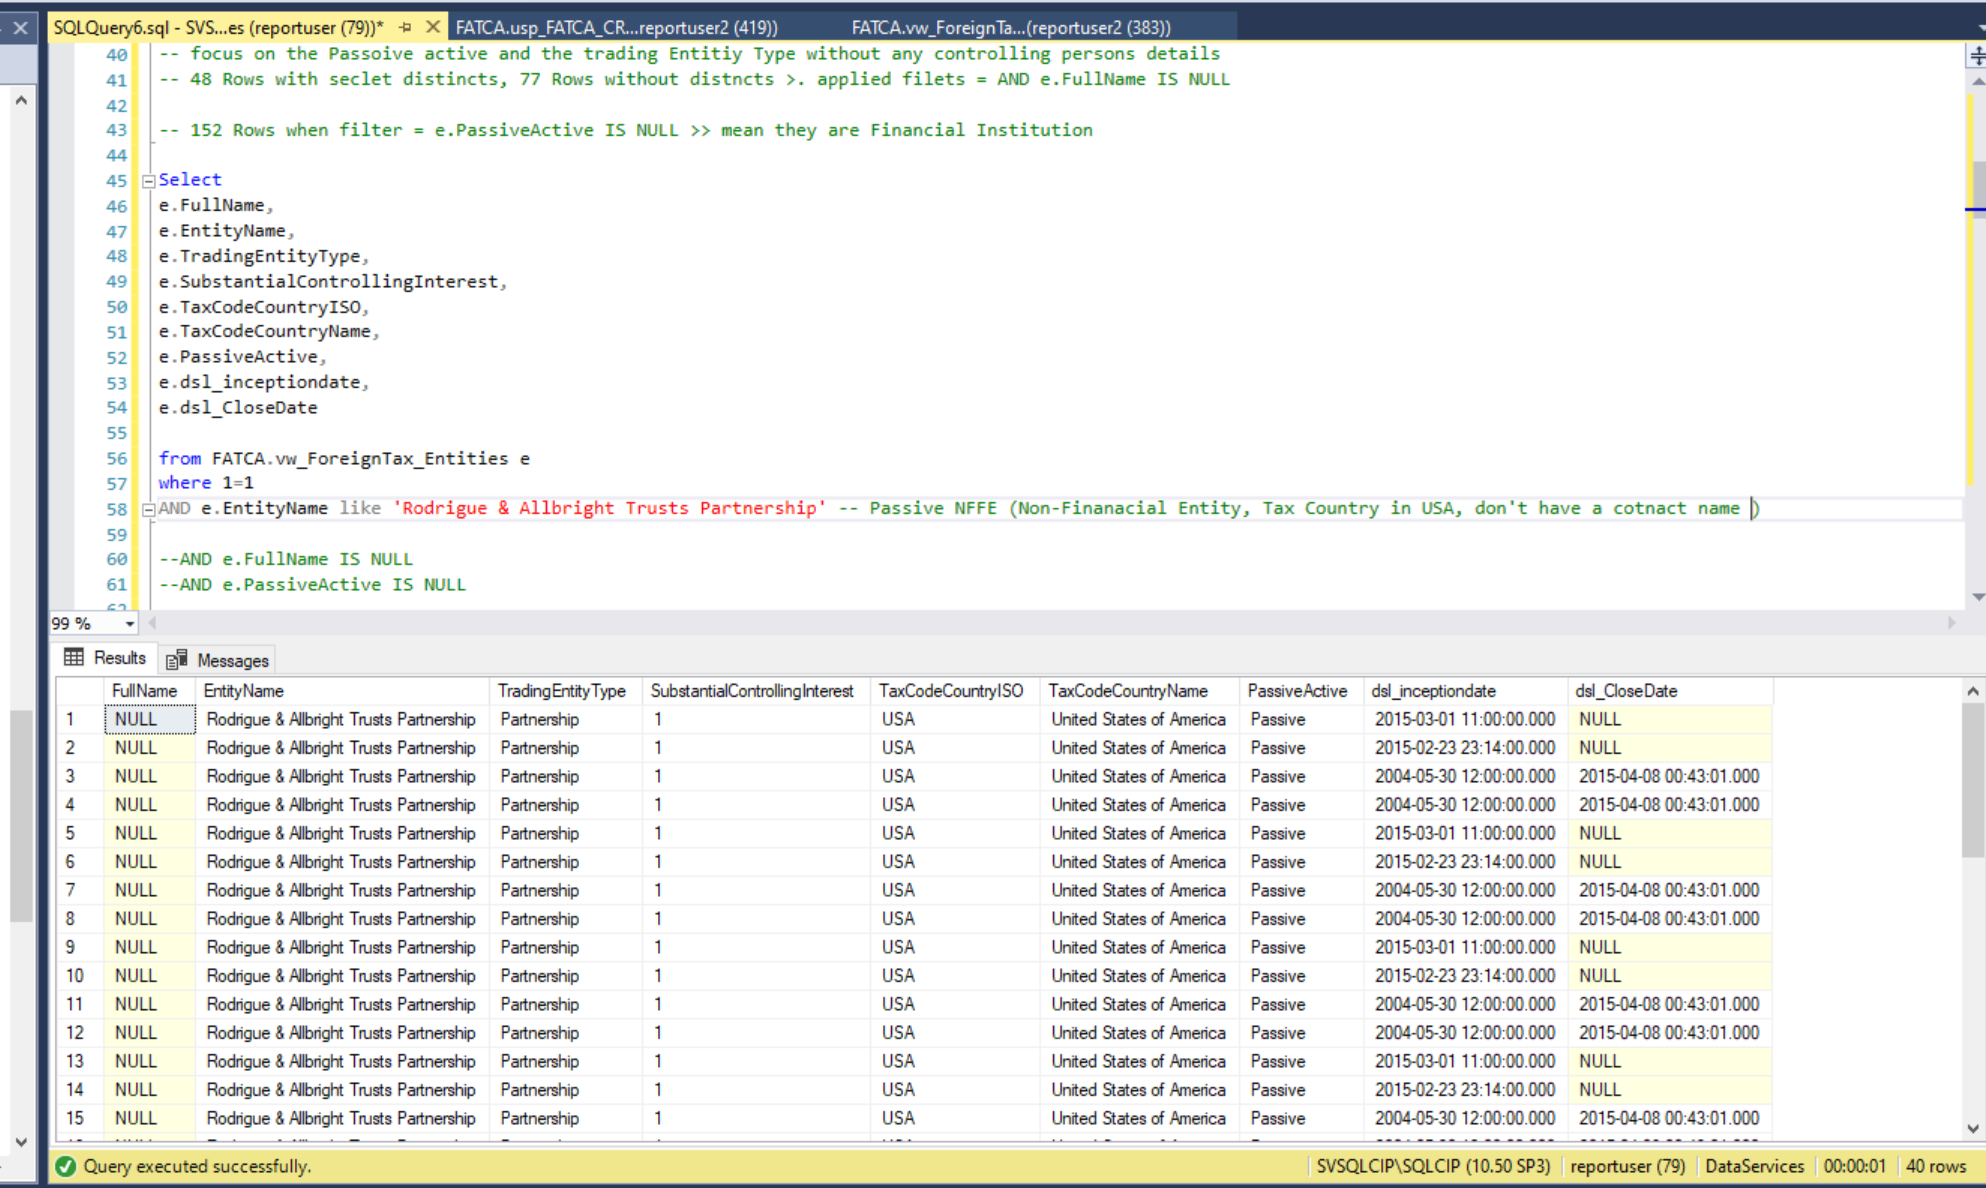 SQLQuery6.sql - SVS...es (reportuser (79))* FATCA.usp_FATCA_CR...reportuser2 (419)) FATCA.vw_ForeignTa...(reportuser2 (383))
40 -- focus on the Passoive active and the trading Entitiy Type without any controlling persons details
41 -- 48 Rows with seclet distincts, 77 Rows without distncts >. applied filets = AND e.FullName IS NULL
42
43 -- 152 Rows when filter = e.PassiveActive IS NULL >> mean they are Financial Institution
44
45 Select
46 e.FullName,
47 e.EntityName,
48 e.TradingEntityType,
49 e.SubstantialControllingInterest,
50 e.TaxCodeCountryISO,
51 e.TaxCodeCountryName,
52 e.PassiveActive,
53 e.dsl_inceptiondate,
54 e.dsl_CloseDate
55
56 from FATCA.vw_ForeignTax_Entities e
57 where 1=1
58 AND e.EntityName like 'Rodrigue & Allbright Trusts Partnership' -- Passive NFFE (Non-Finanacial Entity, Tax Country in USA, don't have a cotnact name )
59
60 --AND e.FullName IS NULL
61 --AND e.PassiveActive IS NULL
62
99 %
Results Messages
FullName EntityName TradingEntityType SubstantialControllingInterest TaxCodeCountryISO TaxCodeCountryName PassiveActive dsl_inceptiondate dsl_CloseDate
1 NULL Rodrigue & Allbright Trusts Partnership Partnership 1 USA United States of America Passive 2015-03-01 11:00:00.000 NULL
2 NULL Rodrigue & Allbright Trusts Partnership Partnership 1 USA United States of America Passive 2015-02-23 23:14:00.000 NULL
3 NULL Rodrigue & Allbright Trusts Partnership Partnership 1 USA United States of America Passive 2004-05-30 12:00:00.000 2015-04-08 00:43:01.000
4 NULL Rodrigue & Allbright Trusts Partnership Partnership 1 USA United States of America Passive 2004-05-30 12:00:00.000 2015-04-08 00:43:01.000
5 NULL Rodrigue & Allbright Trusts Partnership Partnership 1 USA United States of America Passive 2015-03-01 11:00:00.000 NULL
6 NULL Rodrigue & Allbright Trusts Partnership Partnership 1 USA United States of America Passive 2015-02-23 23:14:00.000 NULL
7 NULL Rodrigue & Allbright Trusts Partnership Partnership 1 USA United States of America Passive 2004-05-30 12:00:00.000 2015-04-08 00:43:01.000
8 NULL Rodrigue & Allbright Trusts Partnership Partnership 1 USA United States of America Passive 2004-05-30 12:00:00.000 2015-04-08 00:43:01.000
9 NULL Rodrigue & Allbright Trusts Partnership Partnership 1 USA United States of America Passive 2015-03-01 11:00:00.000 NULL
10 NULL Rodrigue & Allbright Trusts Partnership Partnership 1 USA United States of America Passive 2015-02-23 23:14:00.000 NULL
11 NULL Rodrigue & Allbright Trusts Partnership Partnership 1 USA United States of America Passive 2004-05-30 12:00:00.000 2015-04-08 00:43:01.000
12 NULL Rodrigue & Allbright Trusts Partnership Partnership 1 USA United States of America Passive 2004-05-30 12:00:00.000 2015-04-08 00:43:01.000
13 NULL Rodrigue & Allbright Trusts Partnership Partnership 1 USA United States of America Passive 2015-03-01 11:00:00.000 NULL
14 NULL Rodrigue & Allbright Trusts Partnership Partnership 1 USA United States of America Passive 2015-02-23 23:14:00.000 NULL
15 NULL Rodrigue & Allbright Trusts Partnership Partnership 1 USA United States of America Passive 2004-05-30 12:00:00.000 2015-04-08 00:43:01.000
Query executed successfully. SVSQLCIP\SQLCIP (10.50 SP3) reportuser (79) DataServices 00:00:01 40 rows